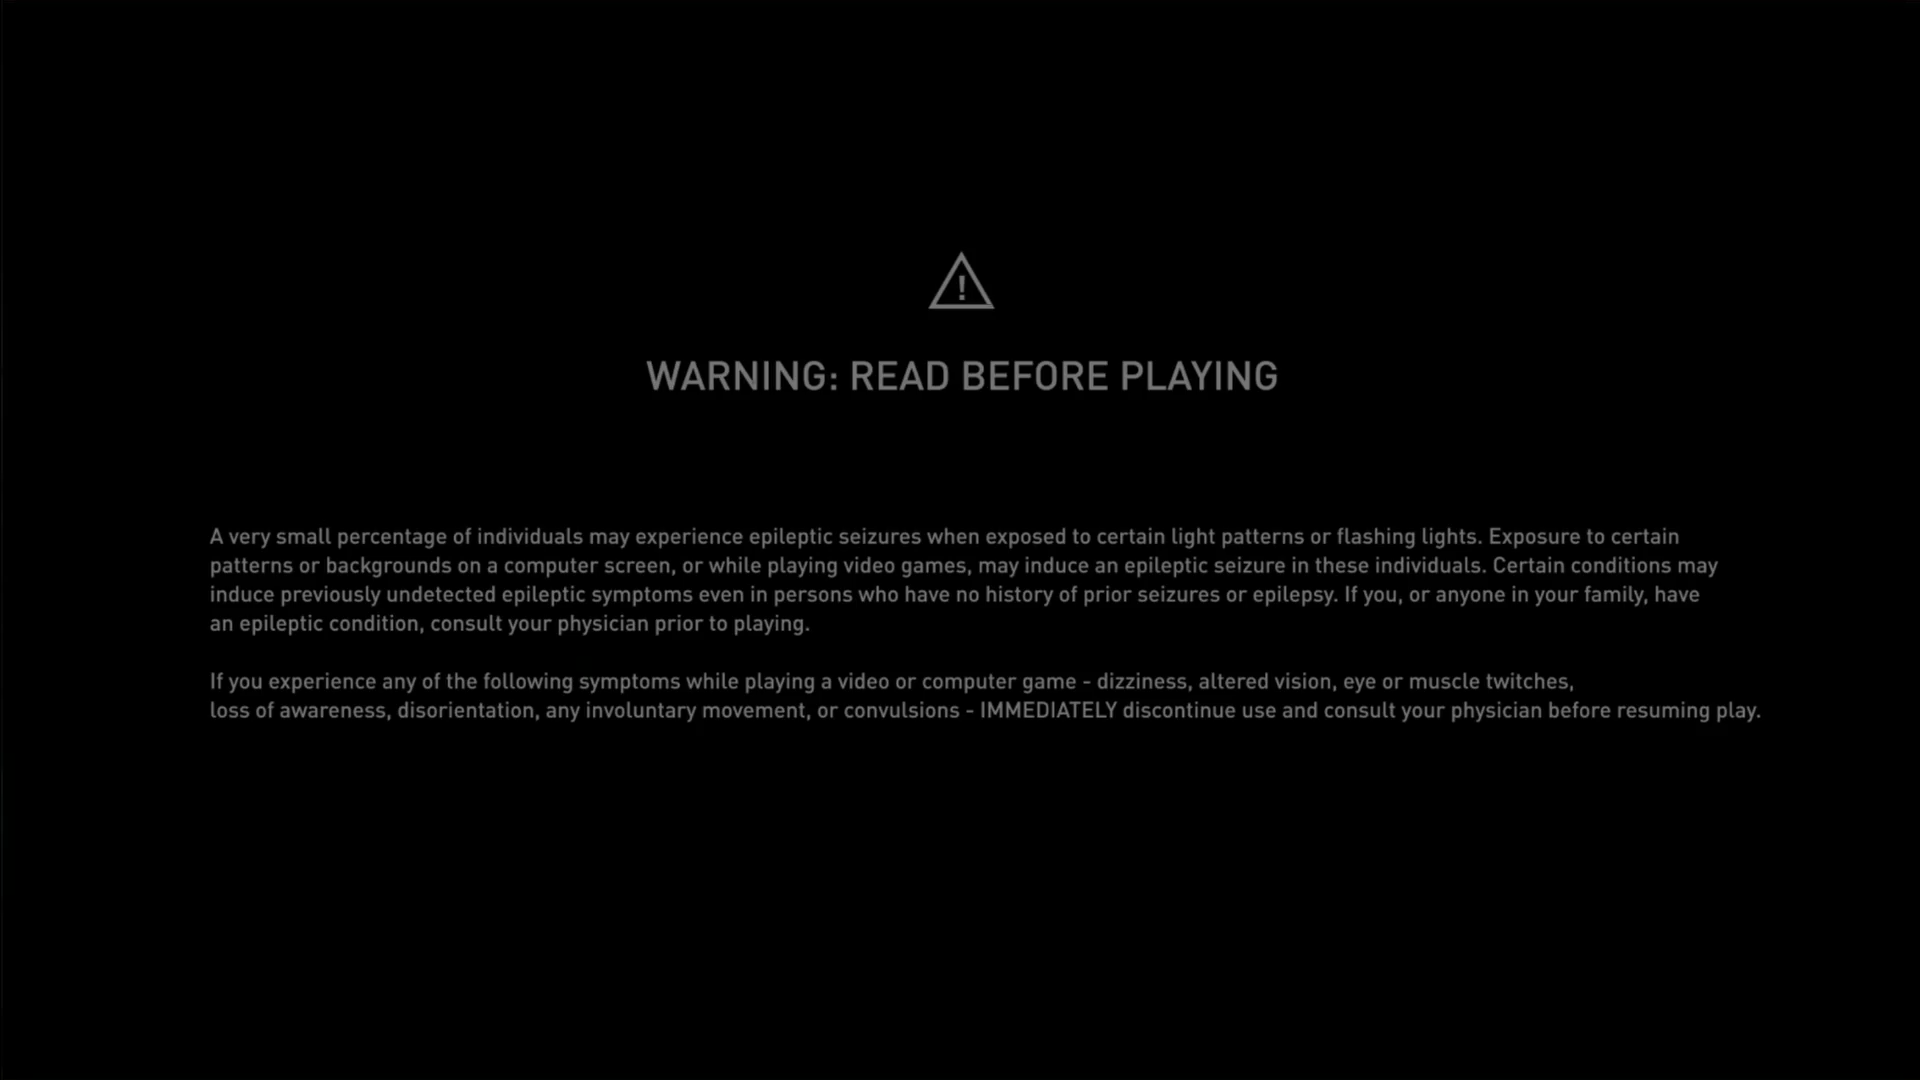 WARNING: READ BEFORE PLAYING
A very small percentage of individuals may experience epileptic seizures when exposed to certain light patterns or flashing lights. Exposure to certain
patterns or backgrounds on a computer screen, or while playing video games, may induce an epileptic seizure in these individuals. Certain conditions may
induce previously undetected epileptic symptoms even in persons who have no history of prior seizures or epilepsy. If you, or anyone in your family, have
an epileptic condition, consult your physician prior to playing.
If you experience any of the following symptoms while playing a video or computer game - dizziness, altered vision, eye or muscle twitches,
loss of awareness, disorientation, any involuntary movement, or convulsions - IMMEDIATELY discontinue use and consult your physician before resuming play.